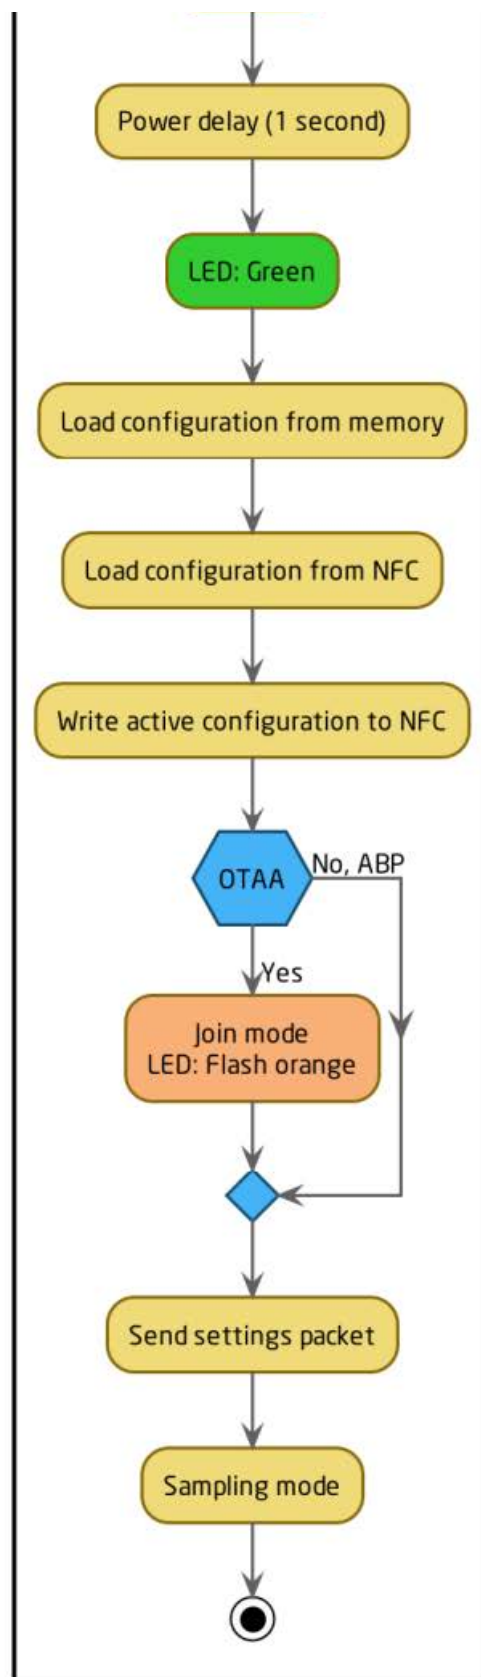 Power delay (1 second)
LED: Green
Load configuration from memory
Load configuration from NFC
Write active configuration to NFC
OTAA
No, ABP
Yes
Join mode
LED: Flash orange
Send settings packet
Sampling mode